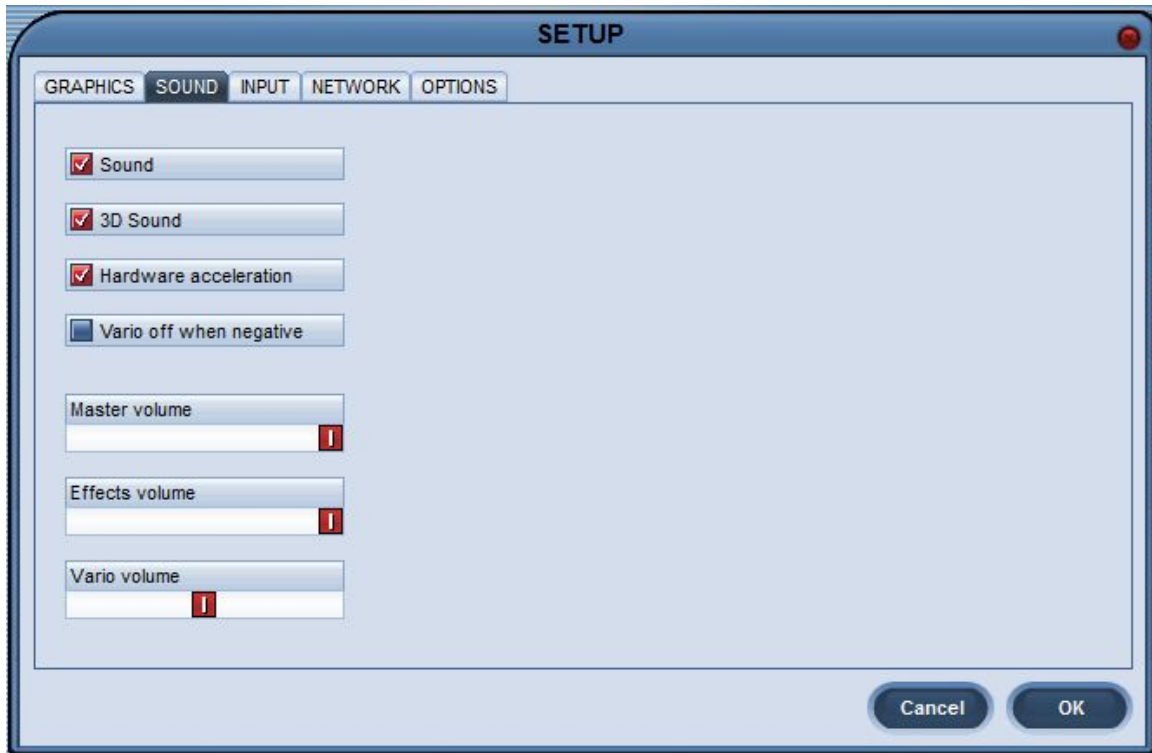 SETUP
GRAPHICS SOUND INPUT NETWORK OPTIONS
Sound
3D Sound
Hardware acceleration
Vario off when negative
Master volume
Effects volume
Vario volume
Cancel OK